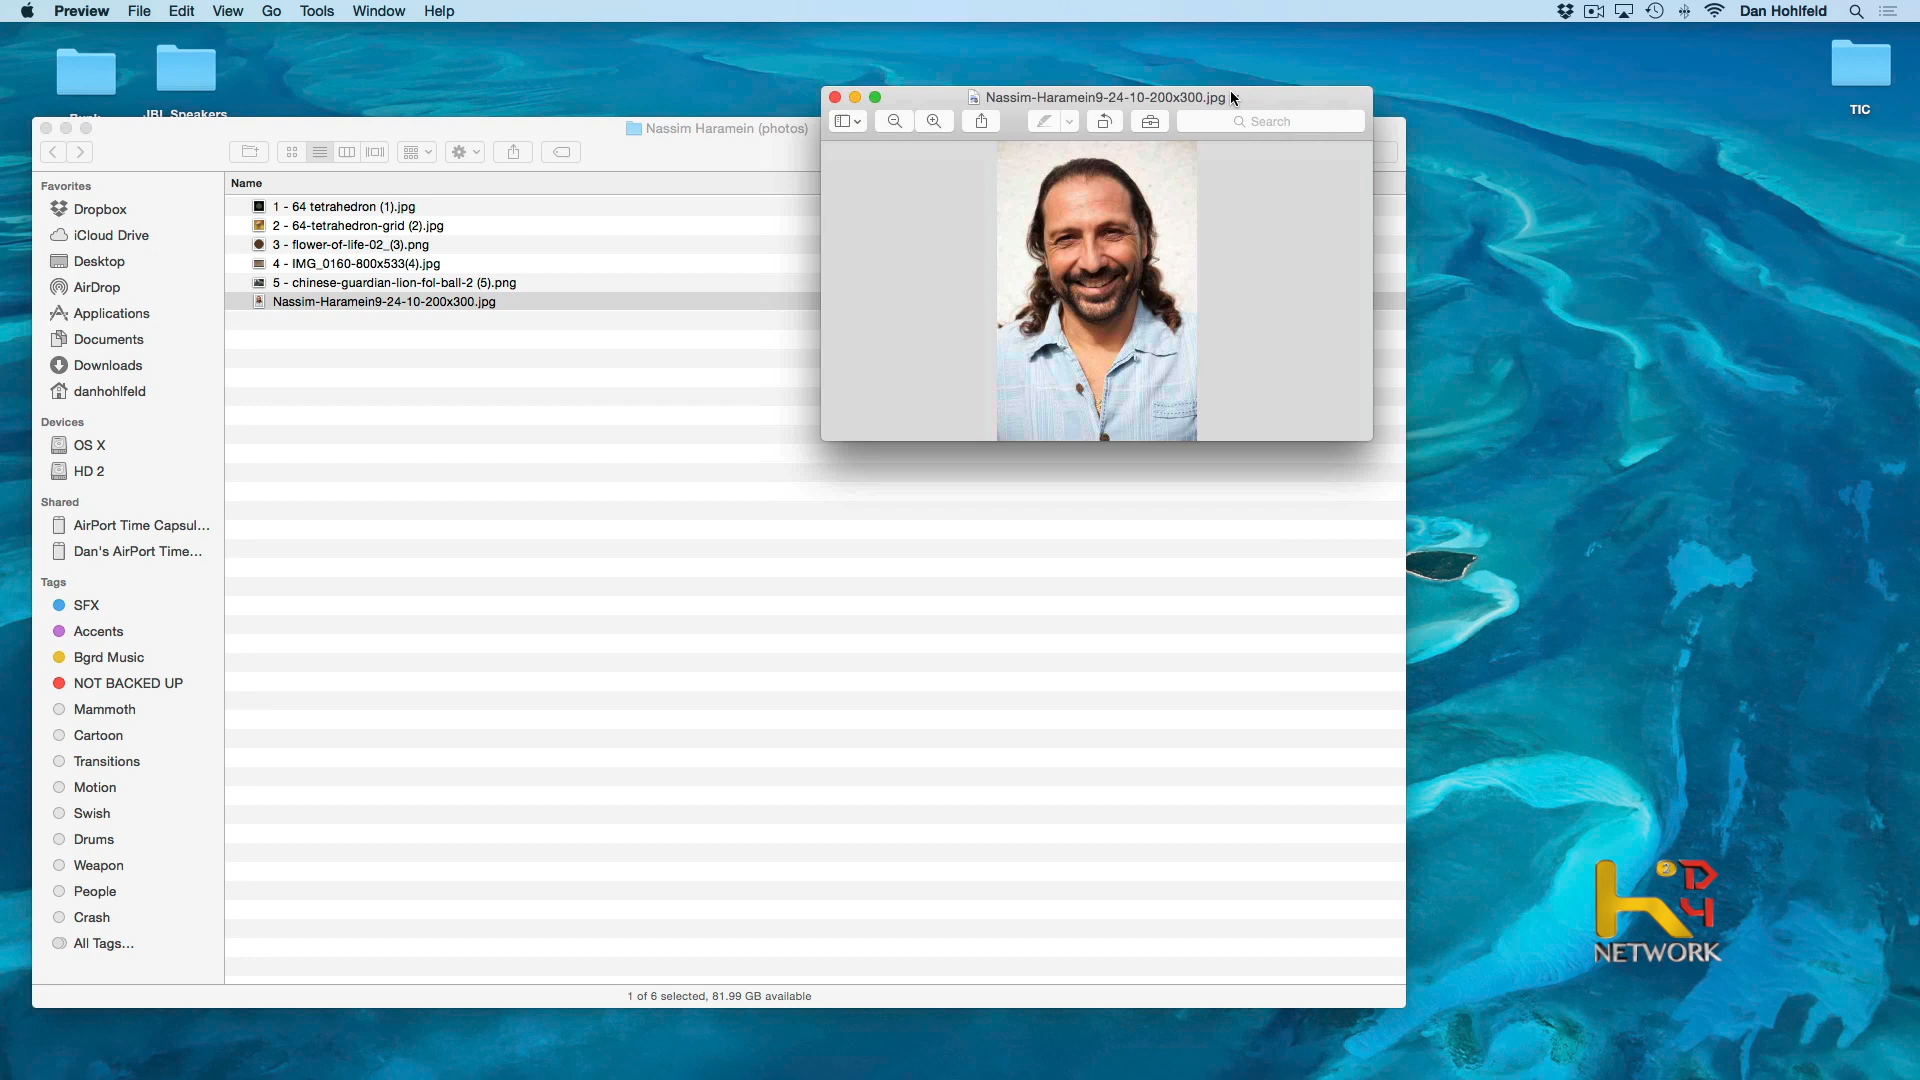 Preview File Edit View Go Tools Window Help Dan Hohlfeld
JBL Speakers
TIC
Nassim-Haramein9-24-10-200x300.jpg
Search
Nassim Haramein (photos)
Favorites
Dropbox
iCloud Drive
Desktop
AirDrop
Applications
Documents
Downloads
danhohlfeld
Devices
OS X
HD 2
Shared
AirPort Time Capsul...
Dan's AirPort Time...
Tags
SFX
Accents
Bgrd Music
NOT BACKED UP
Mammoth
Cartoon
Transitions
Motion
Swish
Drums
Weapon
People
Crash
All Tags...
Name
1 - 64 tetrahedron (1).jpg
2 - 64-tetrahedron-grid (2).jpg
3 - flower-of-life-02_(3).png
4 - IMG_0160-800x533(4).jpg
5 - chinese-guardian-lion-fol-ball-2 (5).png
Nassim-Haramein9-24-10-200x300.jpg
1 of 6 selected, 81.99 GB available
NETWORK